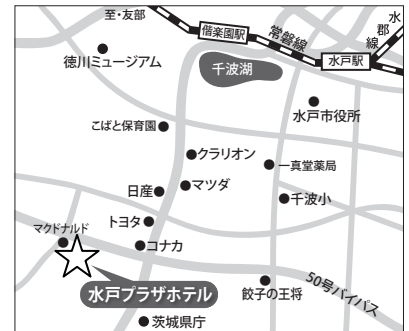 至・友部
偕楽園駅
常磐線
水郡線
水戸駅
徳川ミュージアム
千波湖
水戸市役所
こばと保育園
クラリオン
一真堂薬局
日産
マツダ
千波小
トヨタ
マクドナルド
コナカ
水戸プラザホテル
餃子の王将
50号バイパス
茨城県庁